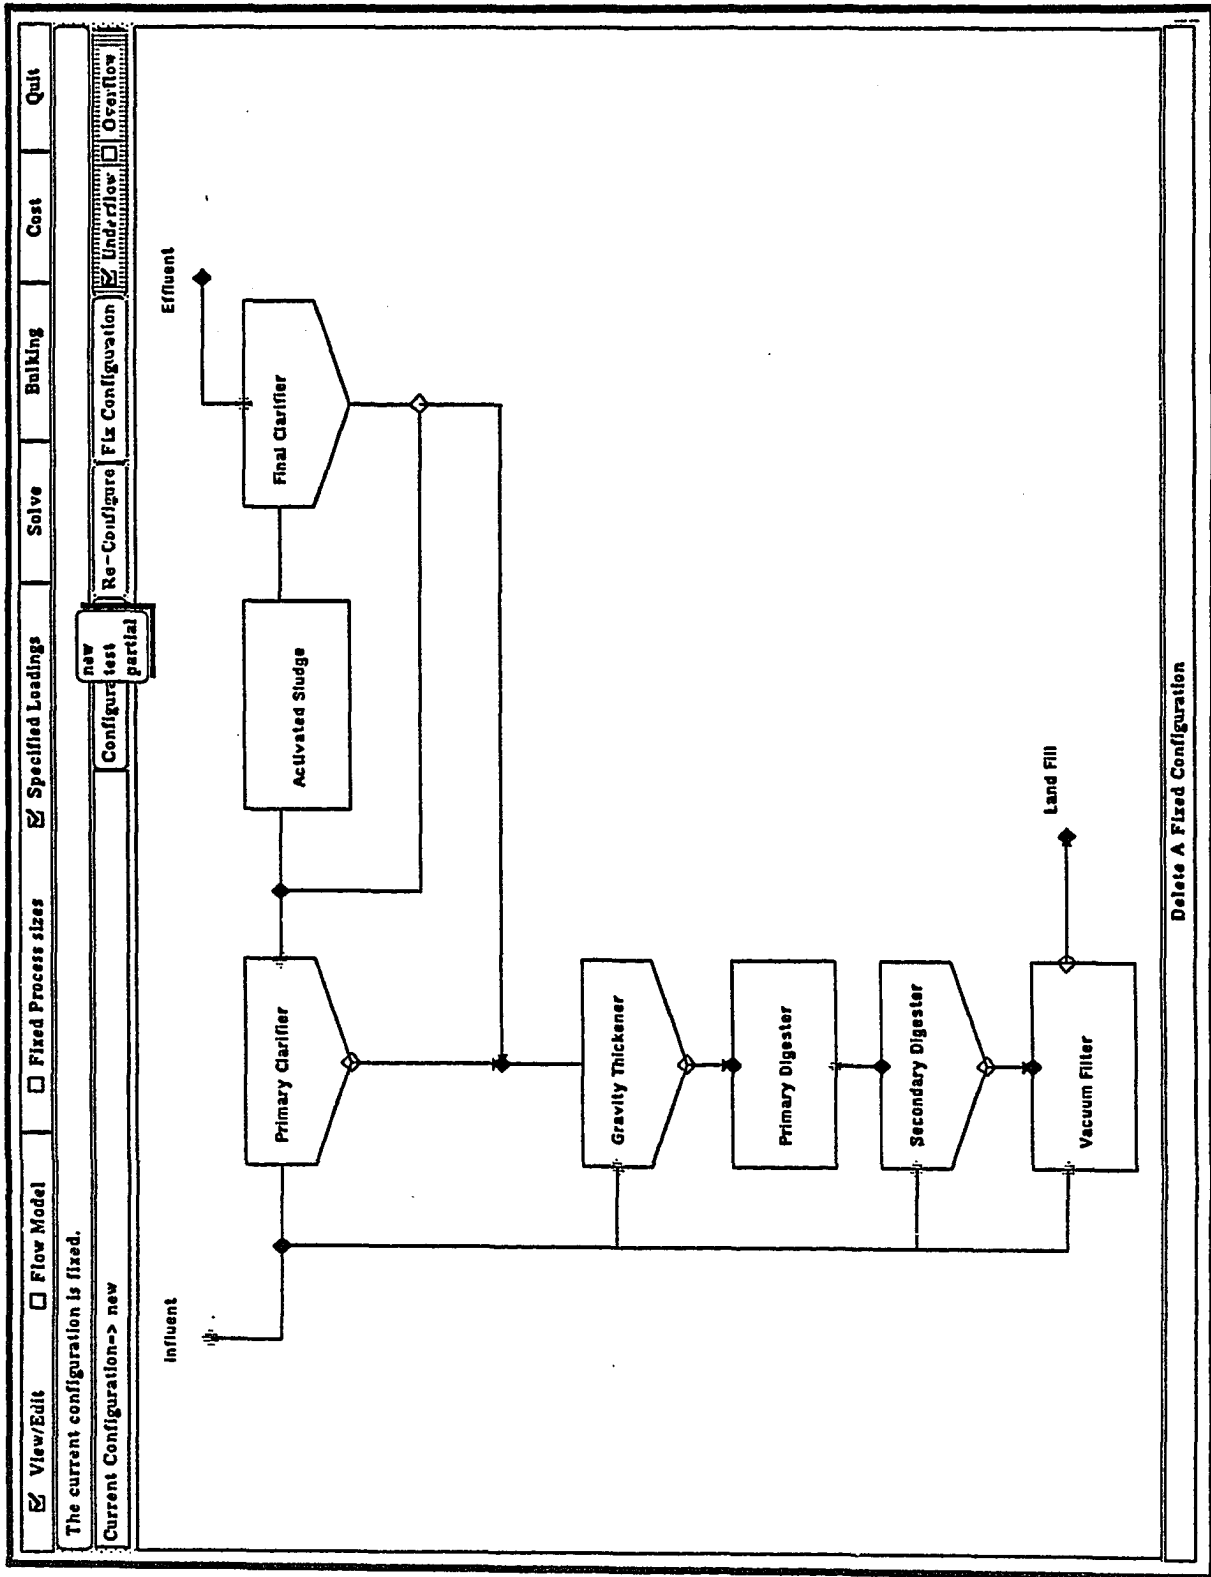 View/Edit Flow Model Fixed Process sizes Specified Loadings Solve Bulking Cost Quit
The current configuration is fixed.
Current Configuration=> new Configura Re-Configure Fix Configuration Underflow Overflow
new
test
partial
Influent
Effluent
Primary Clarifier
Activated Sludge
Final Clarifier
Gravity Thickener
Primary Digester
Secondary Digester
Land Fill
Vacuum Filter
Delete A Fixed Configuration